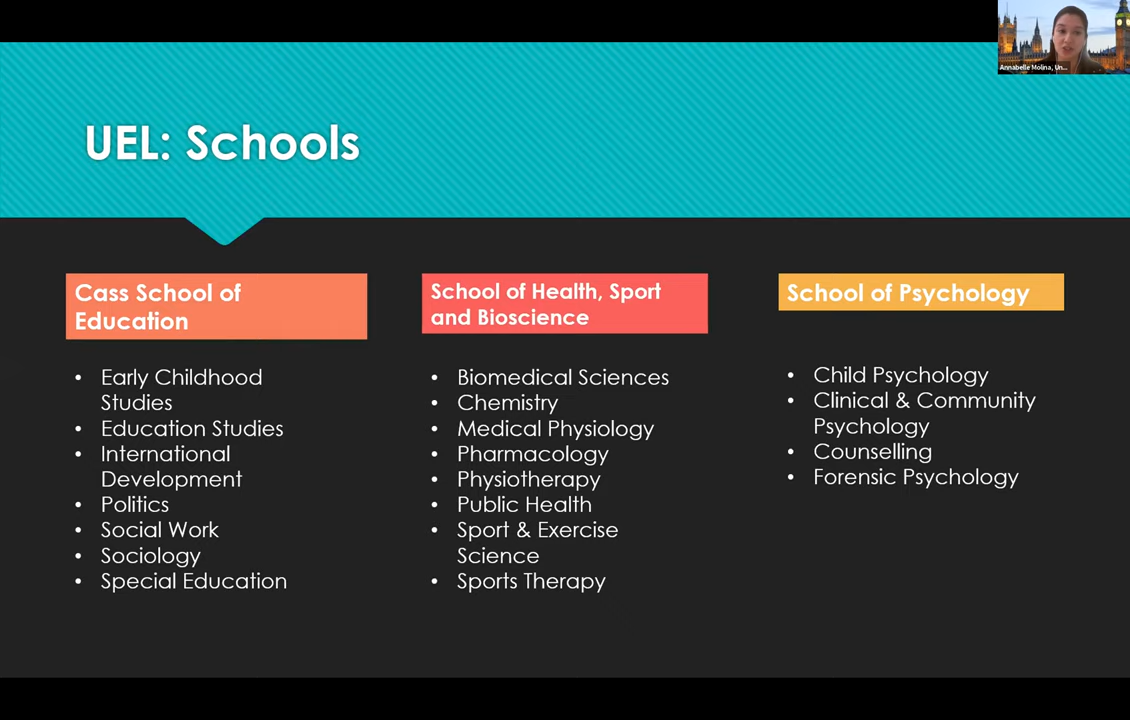 Annabelle Molina, Un...
UEL: Schools
Cass School of
Education
• Early Childhood
Studies
• Education Studies
• International
Development
• Politics
• Social Work
• Sociology
• Special Education
School of Health, Sport
and Bioscience
• Biomedical Sciences
• Chemistry
• Medical Physiology
• Pharmacology
• Physiotherapy
• Public Health
• Sport & Exercise
Science
• Sports Therapy
School of Psychology
• Child Psychology
• Clinical & Community
Psychology
• Counselling
• Forensic Psychology